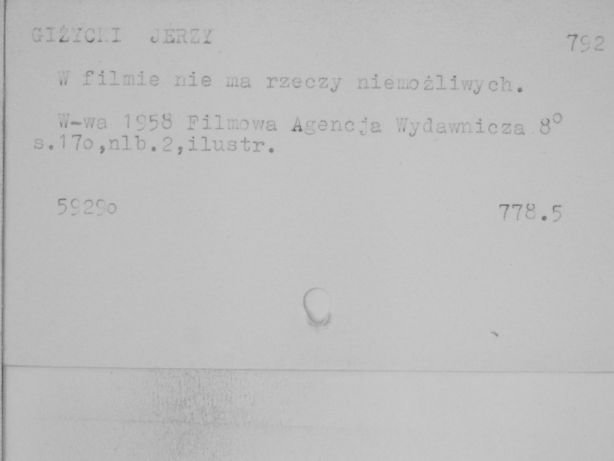 GIŻYCKI JERZY 792
W filmie nie ma rzeczy niemożliwych.
W-wa 1958 Filmowa Agencja Wydawnicza 8°
s.17o,nlb.2,ilustr.
5929o 778.5